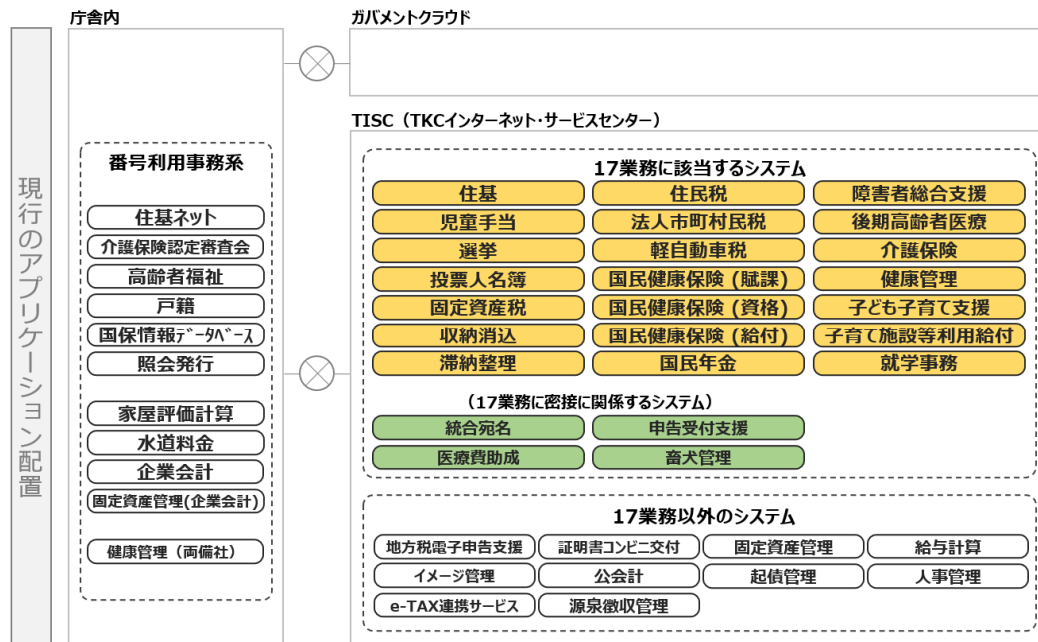 現行のアプリケーション配置
庁舎内
番号利用事務系
住基ネット
介護保険認定審査会
高齢者福祉
戸籍
国保情報ﾃﾞｰﾀﾍﾞｰｽ
照会発行
家屋評価計算
水道料金
企業会計
固定資産管理(企業会計)
健康管理（両備社）
ガバメントクラウド
TISC（TKCインターネット・サービスセンター）
17業務に該当するシステム
住基 住民税 障害者総合支援
児童手当 法人市町村民税 後期高齢者医療
選挙 軽自動車税 介護保険
投票人名簿 国民健康保険 (賦課) 健康管理
固定資産税 国民健康保険 (資格) 子ども子育て支援
収納消込 国民健康保険 (給付) 子育て施設等利用給付
滞納整理 国民年金 就学事務
（17業務に密接に関係するシステム）
統合宛名 申告受付支援
医療費助成 畜犬管理
17業務以外のシステム
地方税電子申告支援 証明書コンビニ交付 固定資産管理 給与計算
イメージ管理 公会計 起債管理 人事管理
e-TAX連携サービス 源泉徴収管理